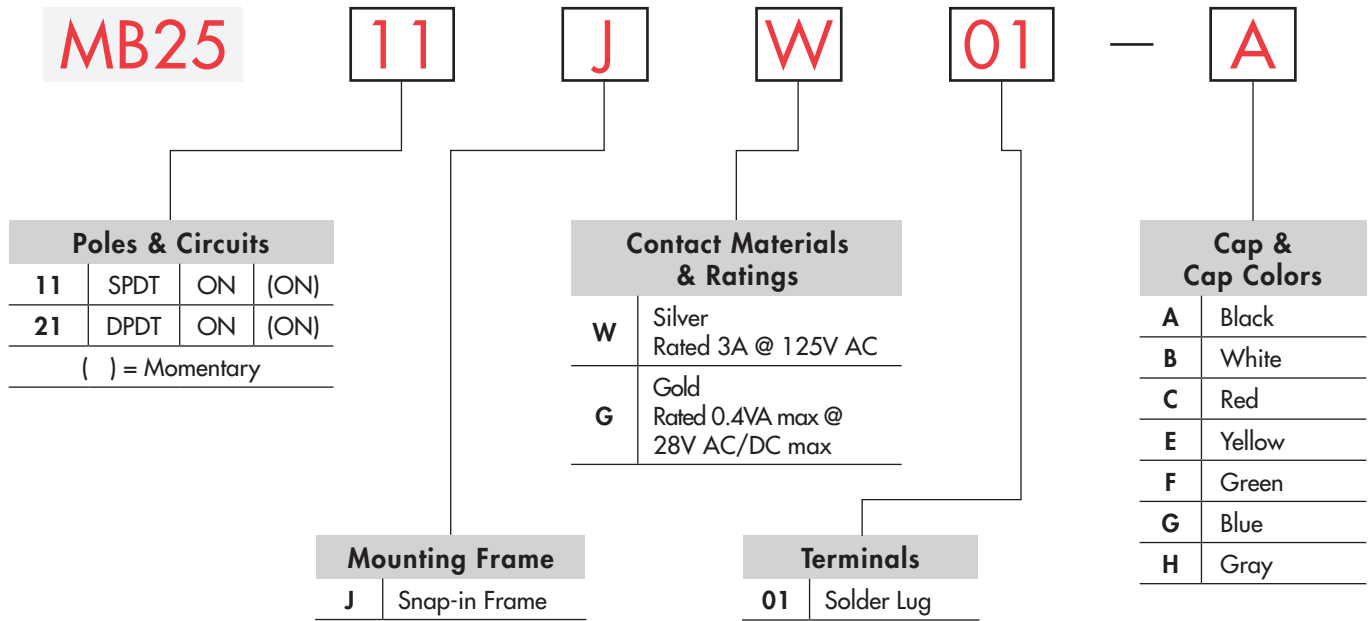 MB25 11 J W 01 — A
Poles & Circuits
11 SPDT ON (ON)
21 DPDT ON (ON)
( ) = Momentary
Mounting Frame
J Snap-in Frame
Contact Materials
& Ratings
W Silver
Rated 3A @ 125V AC
G Gold
Rated 0.4VA max @
28V AC/DC max
Terminals
01 Solder Lug
Cap &
Cap Colors
A Black
B White
C Red
E Yellow
F Green
G Blue
H Gray